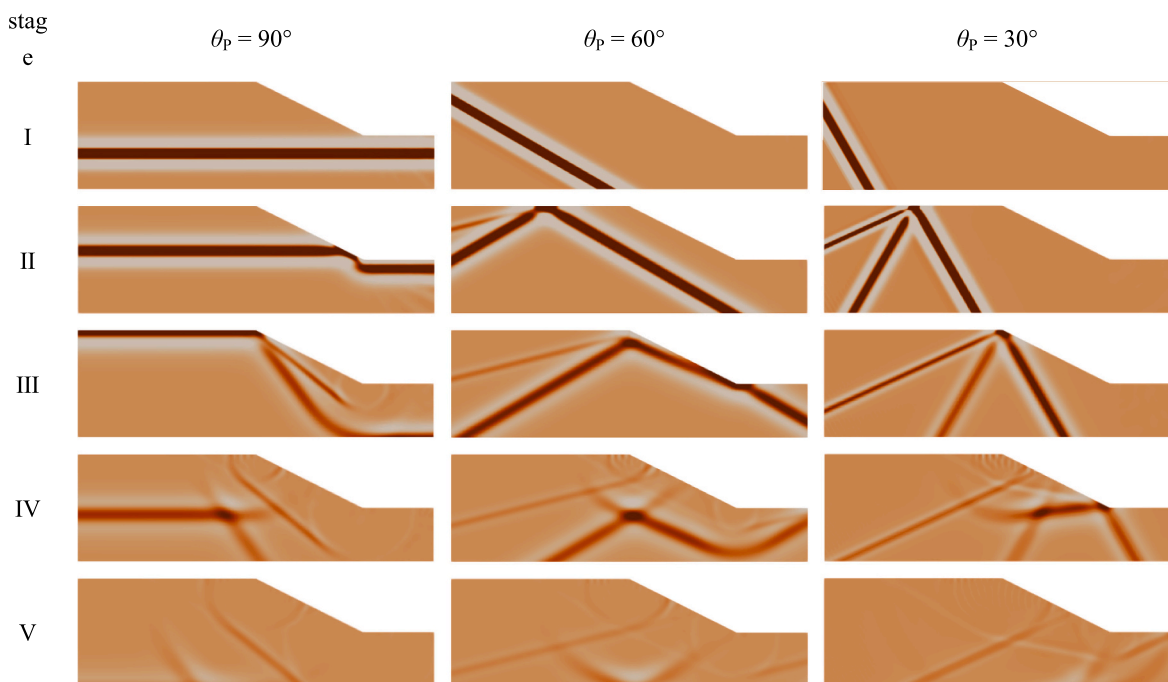 stag
e
θP = 90° θP = 60° θP = 30°
I
II
III
IV
V